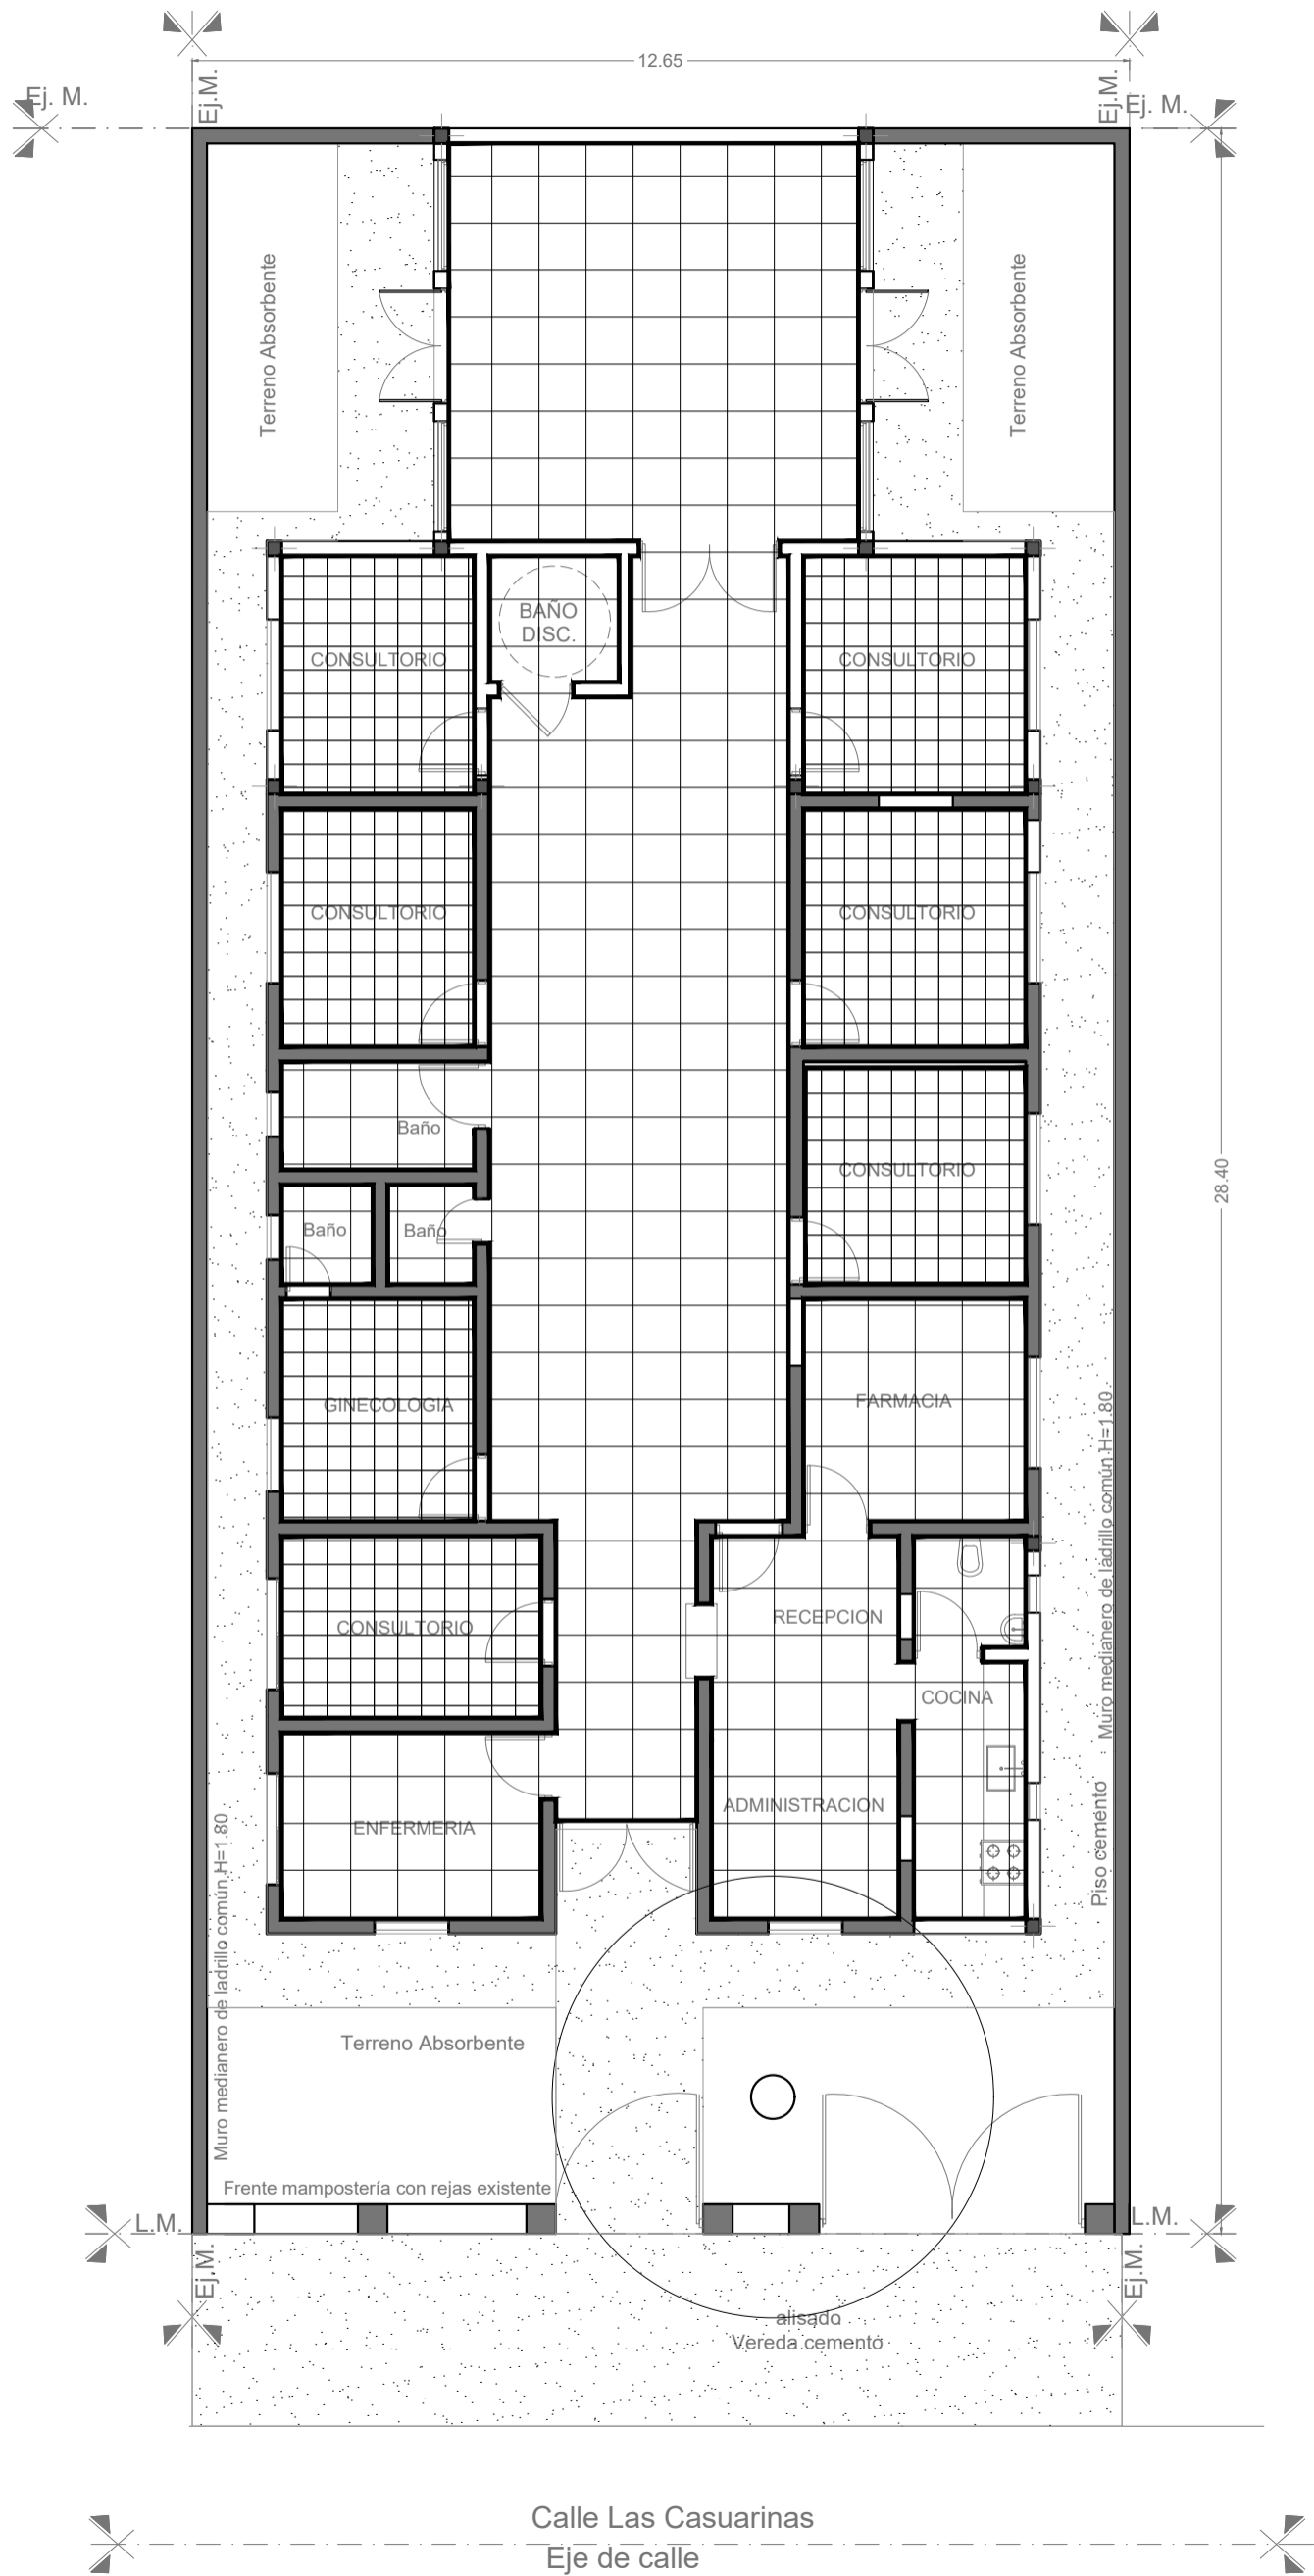 12.65
Ej.M.
Ej.M.
Ej. M.
Ej. M.
Terreno Absorbente
Terreno Absorbente
BAÑO
DISC.
CONSULTORIO
CONSULTORIO
CONSULTORIO
CONSULTORIO
Baño
28.40
CONSULTORIO
Baño
Baño
GINECOLOGIA
FARMACIA
Muro medianero de ladrillo común H=1.80
CONSULTORIO
RECEPCION
COCINA
ADMINISTRACION
ENFERMERIA
Piso cemento
Muro medianero de ladrillo común H=1.80
Terreno Absorbente
Frente mampostería con rejas existente
L.M.
L.M.
Ej.M.
Ej.M.
alisado
Vereda cemento
Calle Las Casuarinas
Eje de calle